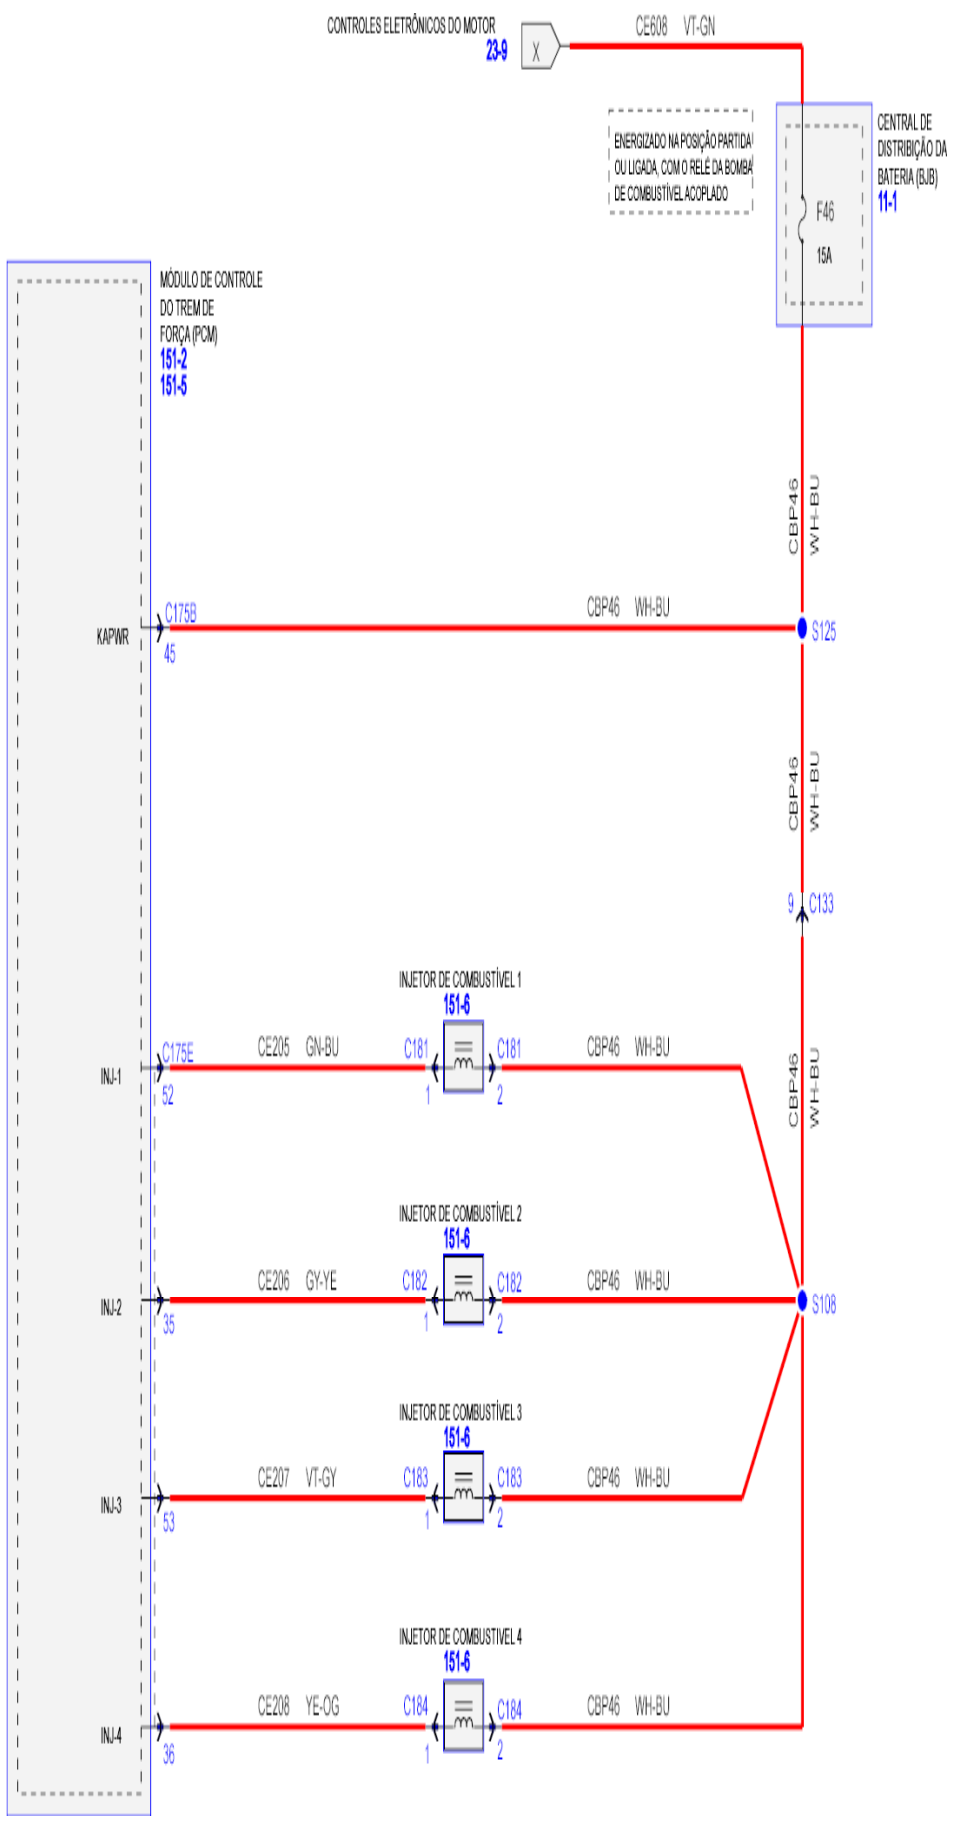 CONTROLES ELETRÔNICOS DO MOTOR
23-9
X
CE608 VT-GN
ENERGIZADO NA POSIÇÃO PARTIDA
OU LIGADA, COM O RELÉ DA BOMBA
DE COMBUSTÍVEL ACOPLADO
CENTRAL DE
DISTRIBIÇÃO DA
BATERIA (BJB)
11-1
F46
15A
MÓDULO DE CONTROLE
DO TREM DE
FORÇA (PCM)
151-2
151-5
CBP46
WH-BU
KAPWR
C175B
45
CBP46 WH-BU
S125
CBP46
WH-BU
9 C133
CBP46
WH-BU
INJETOR DE COMBUSTÍVEL 1
151-6
INJ-1
C175E
52
CE205 GN-BU
C181
1
C181
2
CBP46 WH-BU
INJETOR DE COMBUSTÍVEL 2
151-6
INJ-2
35
CE206 GY-YE
C182
1
C182
2
CBP46 WH-BU
S108
INJETOR DE COMBUSTÍVEL 3
151-6
INJ-3
53
CE207 VT-GY
C183
1
C183
2
CBP46 WH-BU
INJETOR DE COMBUSTIVEL 4
151-6
INJ-4
36
CE208 YE-OG
C184
1
C184
2
CBP46 WH-BU